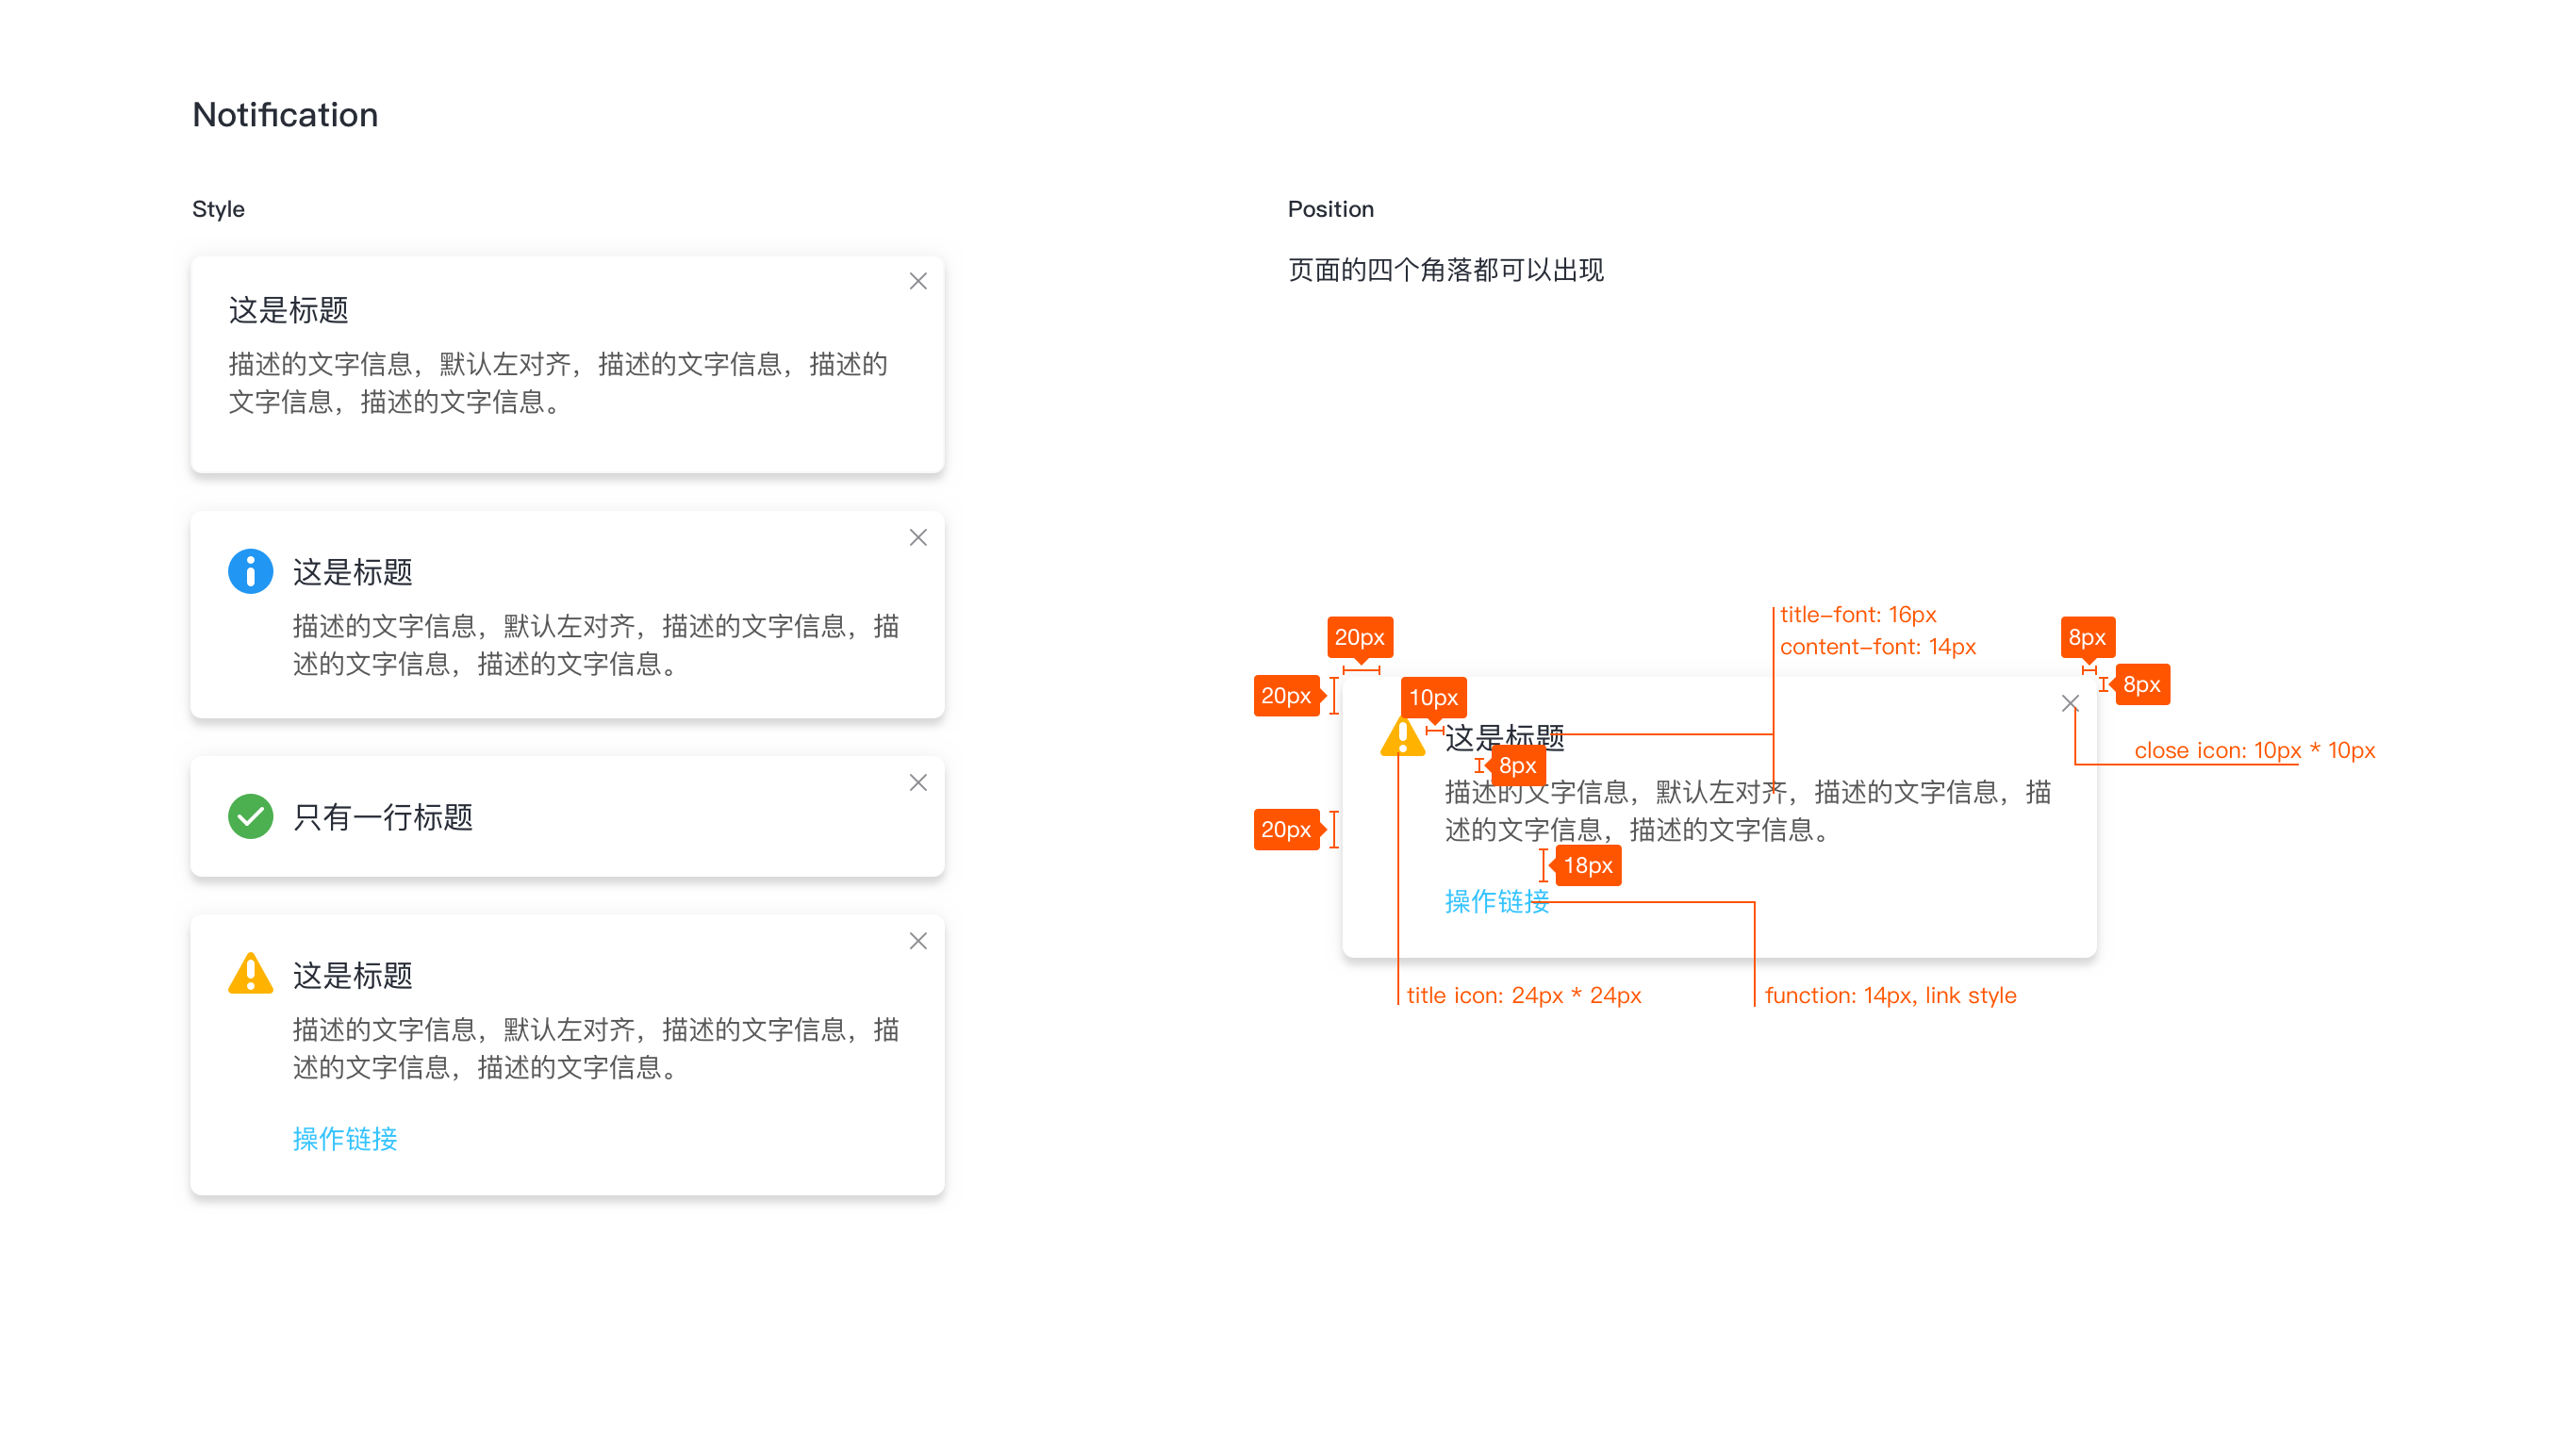 Notification
Style
这是标题
描述的文字信息，默认左对齐，描述的文字信息，描述的
文字信息，描述的文字信息。
这是标题
描述的文字信息，默认左对齐，描述的文字信息，描
述的文字信息，描述的文字信息。
只有一行标题
这是标题
描述的文字信息，默认左对齐，描述的文字信息，描
述的文字信息，描述的文字信息。
操作链接
Position
页面的四个角落都可以出现
title-font: 16px
content-font: 14px
20px
8px
20px
10px
8px
这是标题
8px
close icon: 10px * 10px
描述的文字信息，默认左对齐，描述的文字信息，描
述的文字信息，描述的文字信息。
20px
18px
操作链接
title icon: 24px * 24px
function: 14px, link style